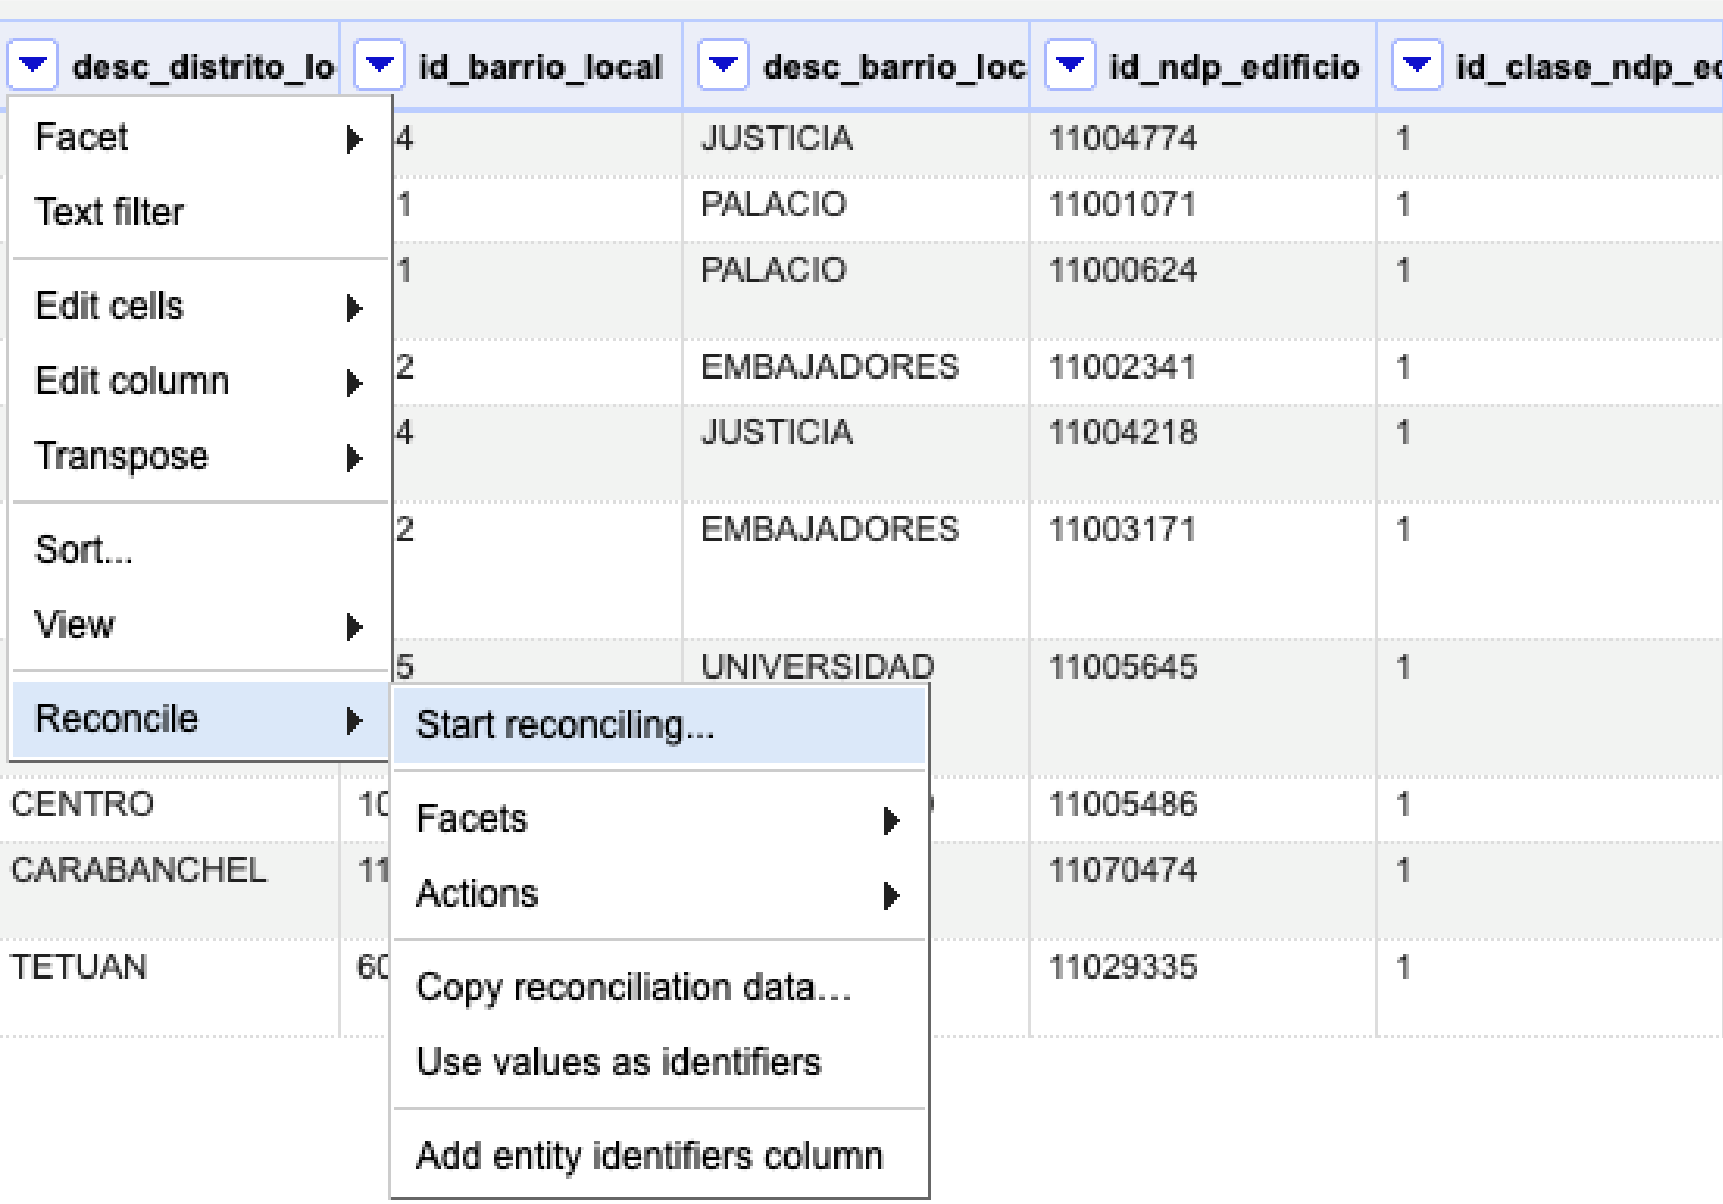 desc_distrito_lo id_barrio_local desc_barrio_loc id_ndp_edificio id_clase_ndp_ed
Facet 4 JUSTICIA 11004774 1
Text filter 1 PALACIO 11001071 1
1 PALACIO 11000624 1
Edit cells
Edit column 2 EMBAJADORES 11002341 1
Transpose 4 JUSTICIA 11004218 1
Sort... 2 EMBAJADORES 11003171 1
View
5 UNIVERSIDAD 11005645 1
Reconcile
Start reconciling...
CENTRO 10 11005486 1
Facets
CARABANCHEL 11 11070474 1
Actions
TETUAN 60 11029335 1
Copy reconciliation data...
Use values as identifiers
Add entity identifiers column